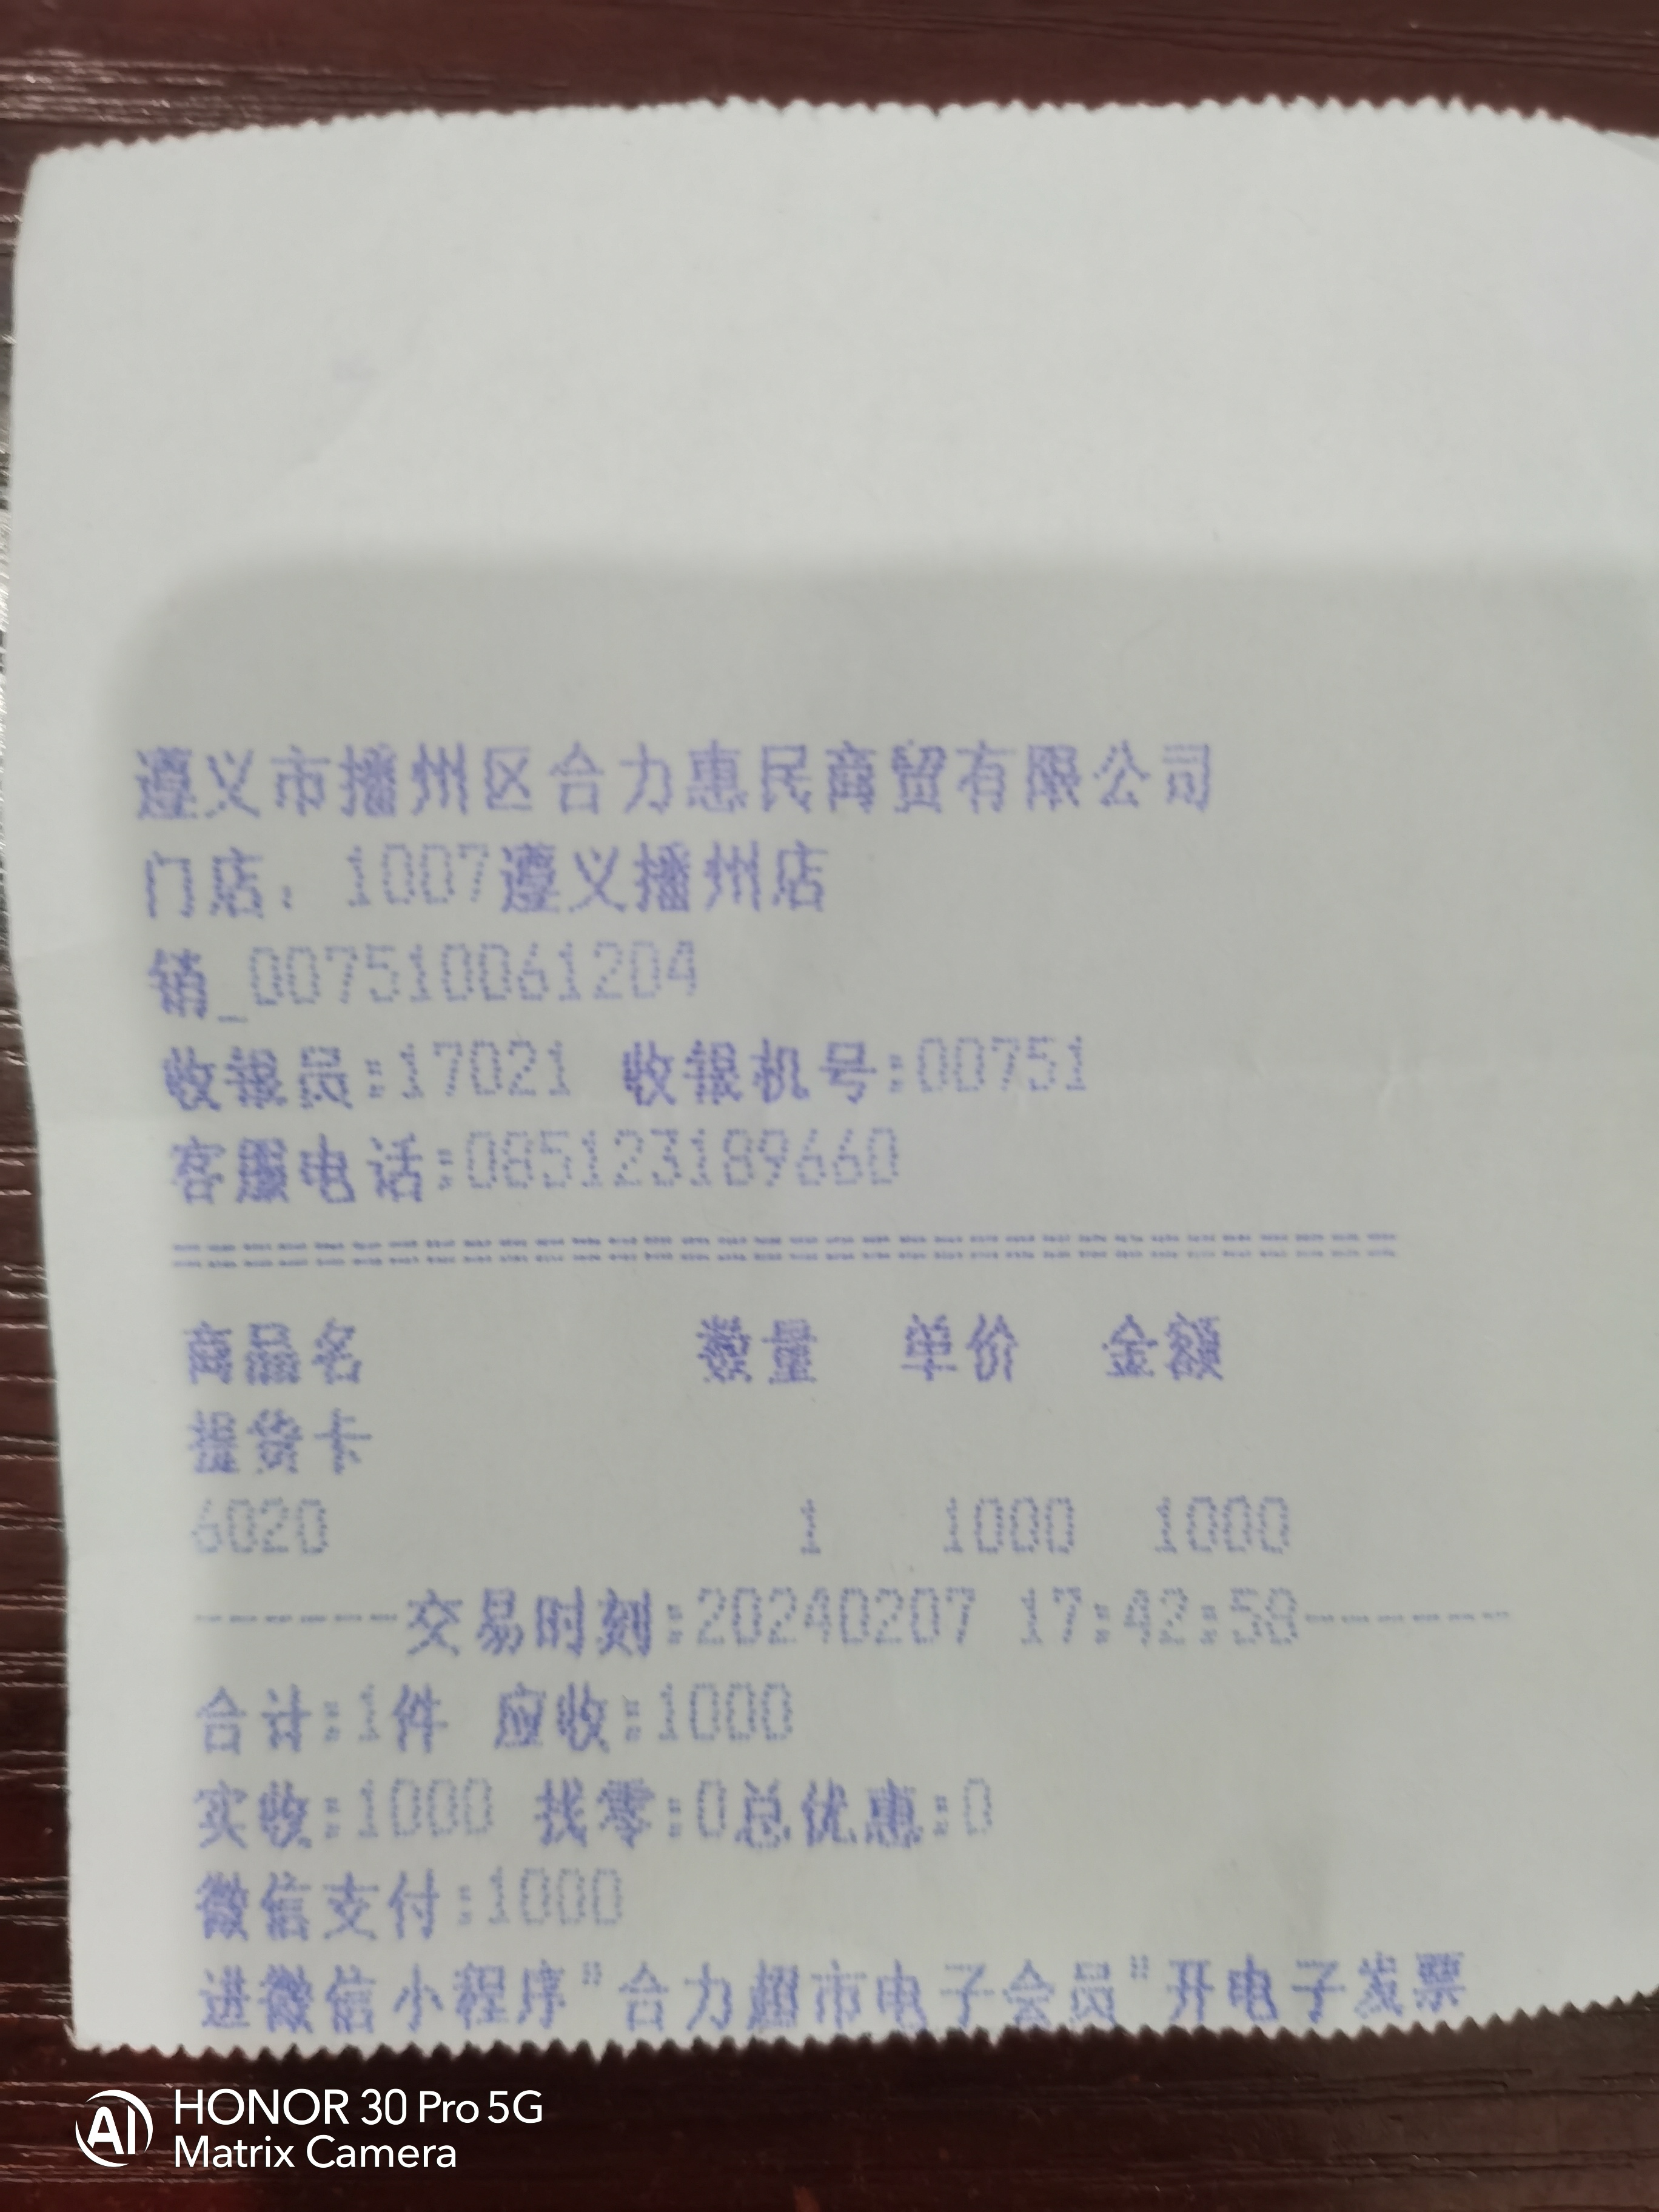 遵义市播州区合力惠民商贸有限公司
门店: 1007遵义播州店
销_007510061204
收银员:17021 收银机号:00751
客服电话:085123189660
商品名 数量 单价 金额
提货卡
6020 1 1000 1000
------交易时刻:20240207 17:42:58------
合计:1件 应收:1000
实收:1000 找零:0总优惠:0
微信支付:1000
进微信小程序"合力超市电子会员"开电子发票
AI HONOR 30 Pro 5G
Matrix Camera